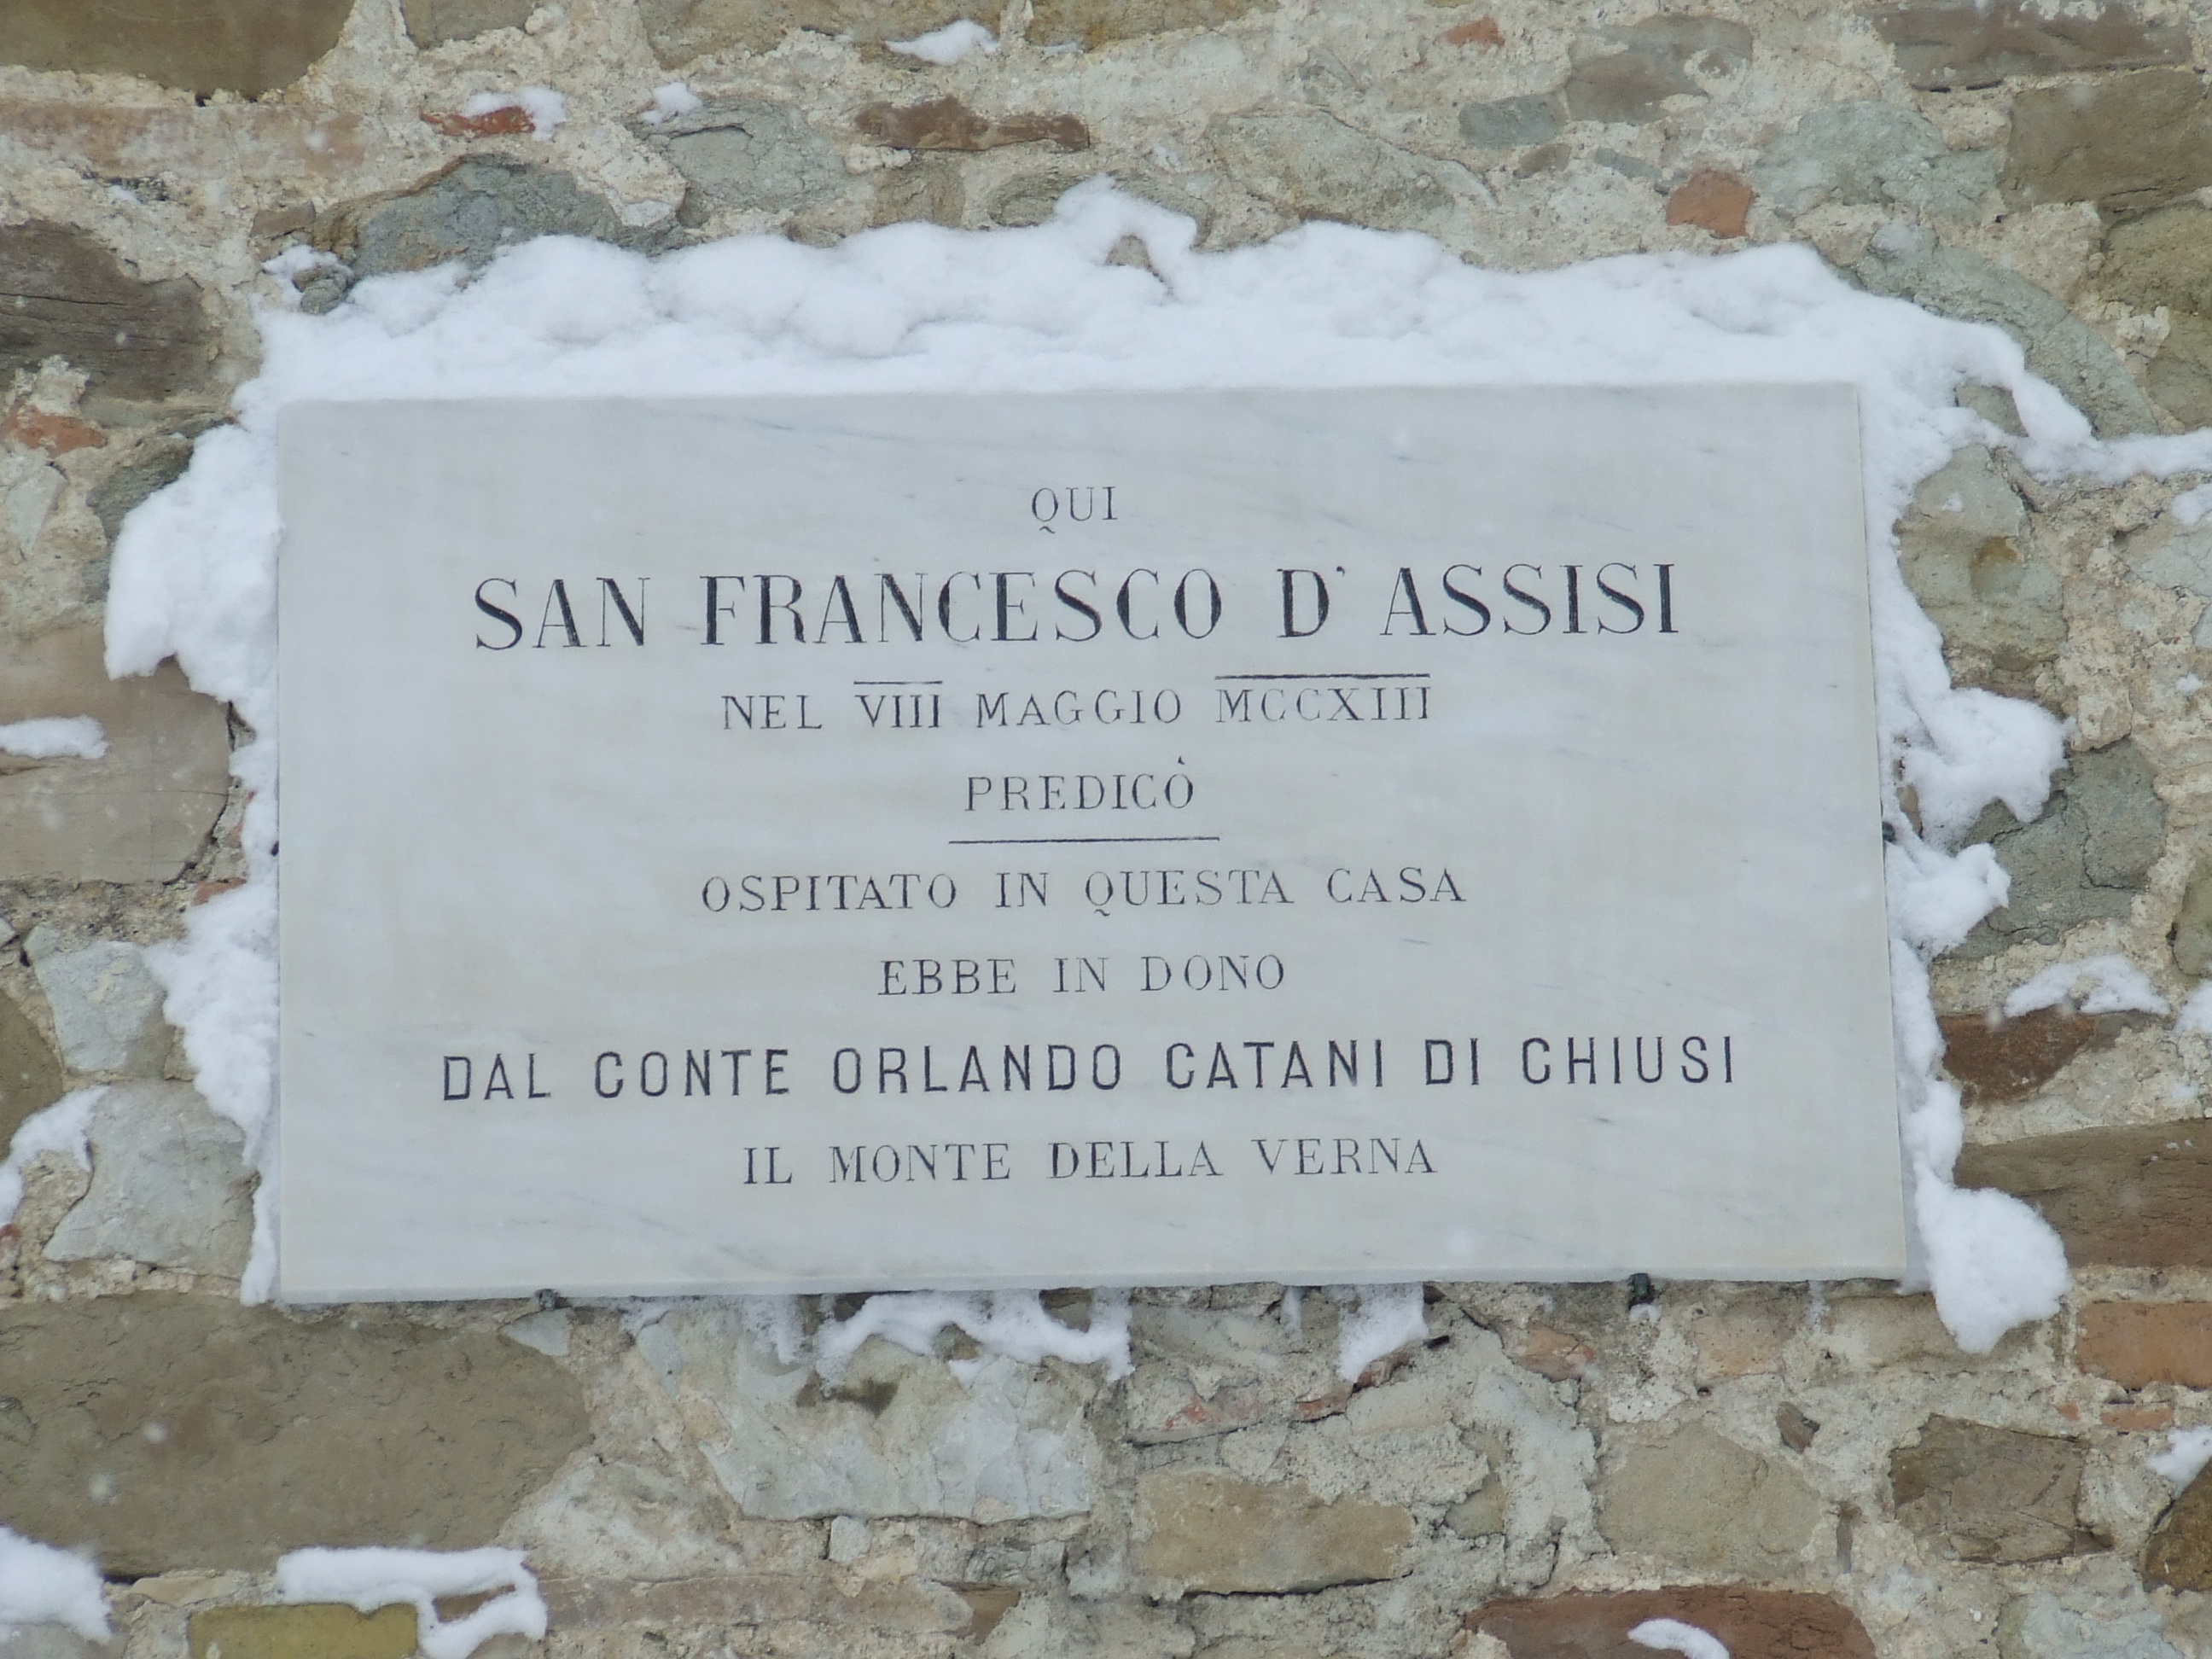 QUI
SAN FRANCESCO D' ASSISI
NEL VIII MAGGIO MCCXIII
PREDICÒ
OSPITATO IN QUESTA CASA
EBBE IN DONO
DAL CONTE ORLANDO CATANI DI CHIUSI
IL MONTE DELLA VERNA